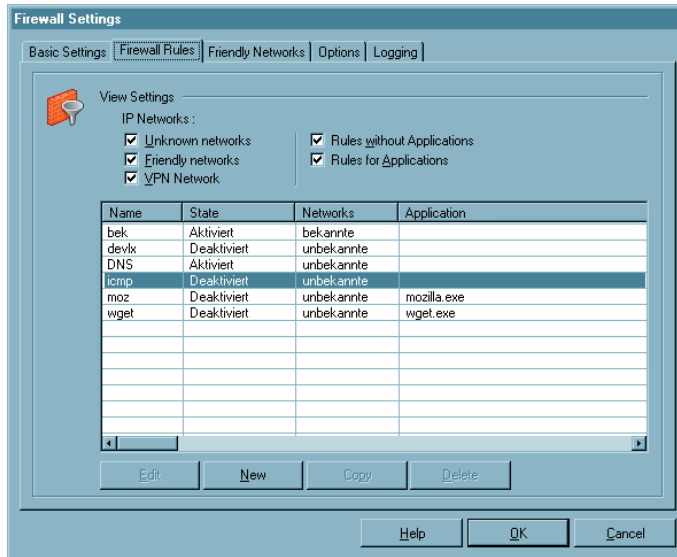 Firewall Settings
Basic Settings Firewall Rules Friendly Networks Options Logging
View Settings
IP Networks :
Unknown networks Rules without Applications
Friendly networks Rules for Applications
VPN Network
Name State Networks Application
bek Aktiviert bekannte
devlx Deaktiviert unbekannte
DNS Aktiviert unbekannte
icmp Deaktiviert unbekannte
moz Deaktiviert unbekannte mozilla.exe
wget Deaktiviert unbekannte wget.exe
Edit New Copy Delete
Help OK Cancel